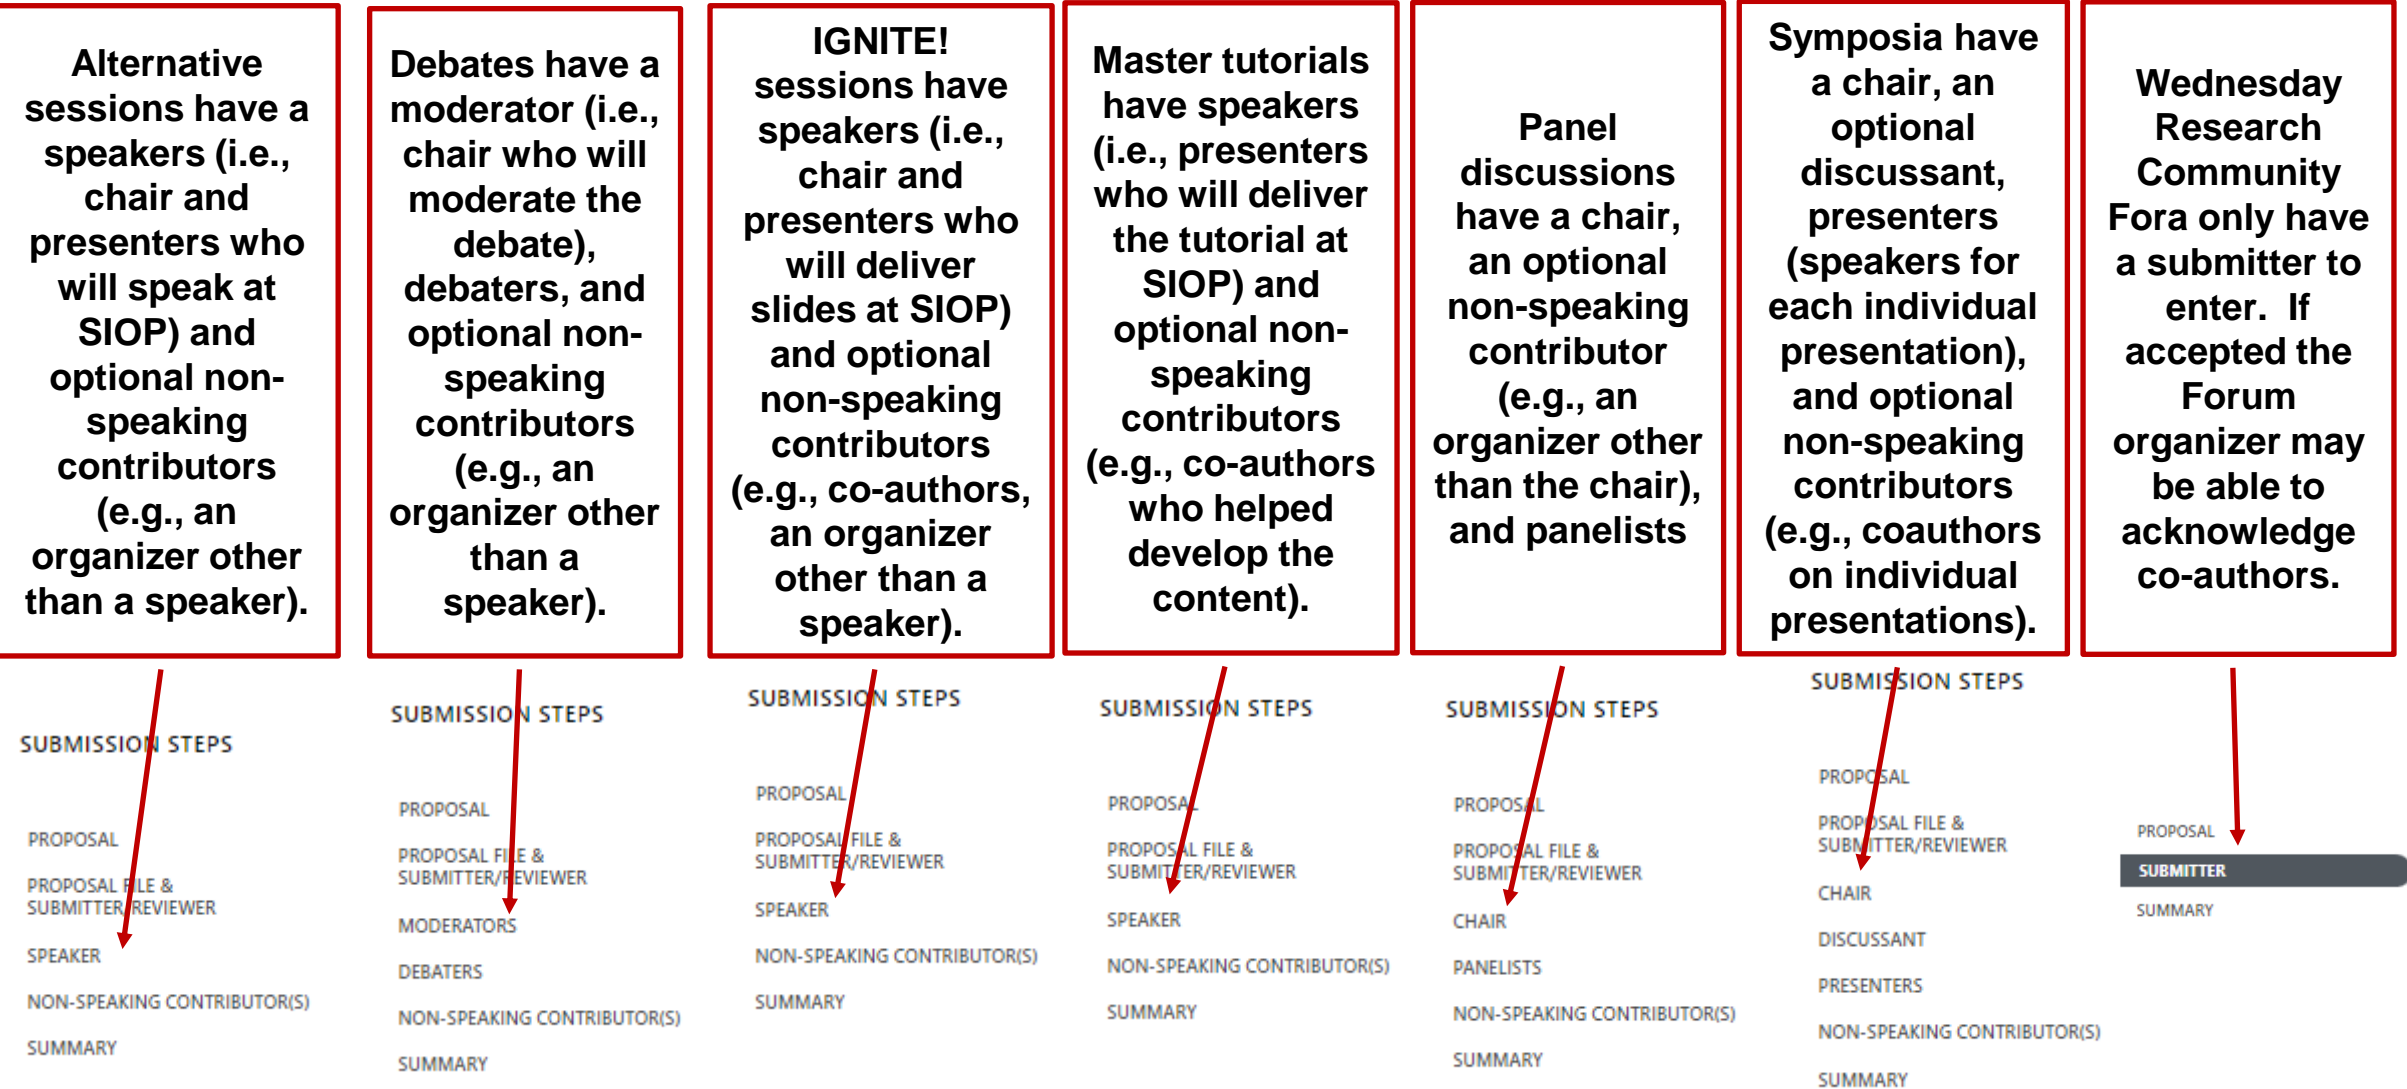 Alternative
sessions have a
speakers (i.e.,
chair and
presenters who
will speak at
SIOP) and
optional non-
speaking
contributors
(e.g., an
organizer other
than a speaker).
Debates have a
moderator (i.e.,
chair who will
moderate the
debate),
debaters, and
optional non-
speaking
contributors
(e.g., an
organizer other
than a
speaker).
IGNITE!
sessions have
speakers (i.e.,
chair and
presenters who
will deliver
slides at SIOP)
and optional
non-speaking
contributors
(e.g., co-authors,
an organizer
other than a
speaker).
Master tutorials
have speakers
(i.e., presenters
who will deliver
the tutorial at
SIOP) and
optional non-
speaking
contributors
(e.g., co-authors
who helped
develop the
content).
Panel
discussions
have a chair,
an optional
non-speaking
contributor
(e.g., an
organizer other
than the chair),
and panelists
Symposia have
a chair, an
optional
discussant,
presenters
(speakers for
each individual
presentation),
and optional
non-speaking
contributors
(e.g., coauthors
on individual
presentations).
Wednesday
Research
Community
Fora only have
a submitter to
enter.  If
accepted the
Forum
organizer may
be able to
acknowledge
co-authors.
SUBMISSION STEPS
PROPOSAL
PROPOSAL FILE &
SUBMITTER/REVIEWER
SPEAKER
NON-SPEAKING CONTRIBUTOR(S)
SUMMARY
SUBMISSION STEPS
PROPOSAL
PROPOSAL FILE &
SUBMITTER/REVIEWER
MODERATORS
DEBATERS
NON-SPEAKING CONTRIBUTOR(S)
SUMMARY
SUBMISSION STEPS
PROPOSAL
PROPOSAL FILE &
SUBMITTER/REVIEWER
SPEAKER
NON-SPEAKING CONTRIBUTOR(S)
SUMMARY
SUBMISSION STEPS
PROPOSAL
PROPOSAL FILE &
SUBMITTER/REVIEWER
SPEAKER
NON-SPEAKING CONTRIBUTOR(S)
SUMMARY
SUBMISSION STEPS
PROPOSAL
PROPOSAL FILE &
SUBMITTER/REVIEWER
CHAIR
PANELISTS
NON-SPEAKING CONTRIBUTOR(S)
SUMMARY
SUBMISSION STEPS
PROPOSAL
PROPOSAL FILE &
SUBMITTER/REVIEWER
CHAIR
DISCUSSANT
PRESENTERS
NON-SPEAKING CONTRIBUTOR(S)
SUMMARY
PROPOSAL
SUBMITTER
SUMMARY